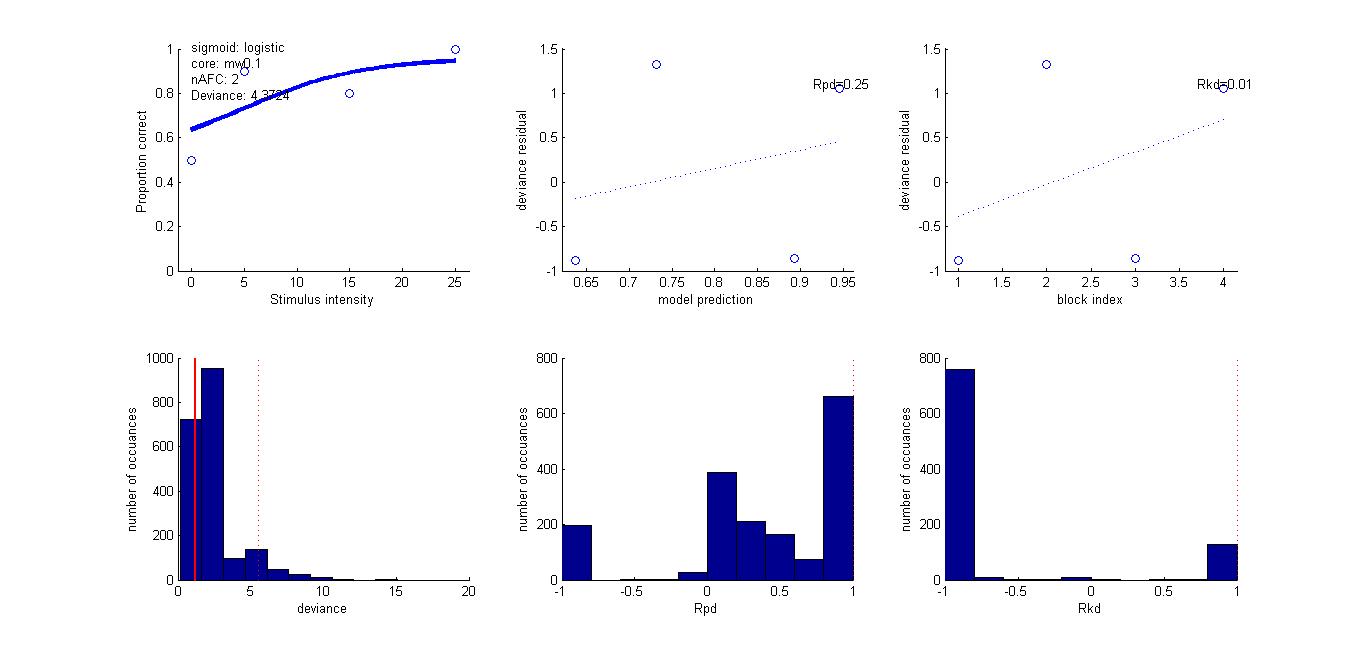 sigmoid: logistic
core: mw0.1
nAFC: 2
Deviance: 4.3724
1
0.8
0.6
0.4
0.2
0
Proportion correct
0 5 10 15 20 25
Stimulus intensity
Rpd=0.25
1.5
1
0.5
0
-0.5
-1
deviance residual
0.65 0.7 0.75 0.8 0.85 0.9 0.95
model prediction
Rkd=0.01
1.5
1
0.5
0
-0.5
-1
deviance residual
1 1.5 2 2.5 3 3.5 4
block index
1000
800
600
400
200
0
number of occuances
0 5 10 15 20
deviance
800
600
400
200
0
number of occuances
-1 -0.5 0 0.5 1
Rpd
800
600
400
200
0
number of occuances
-1 -0.5 0 0.5 1
Rkd